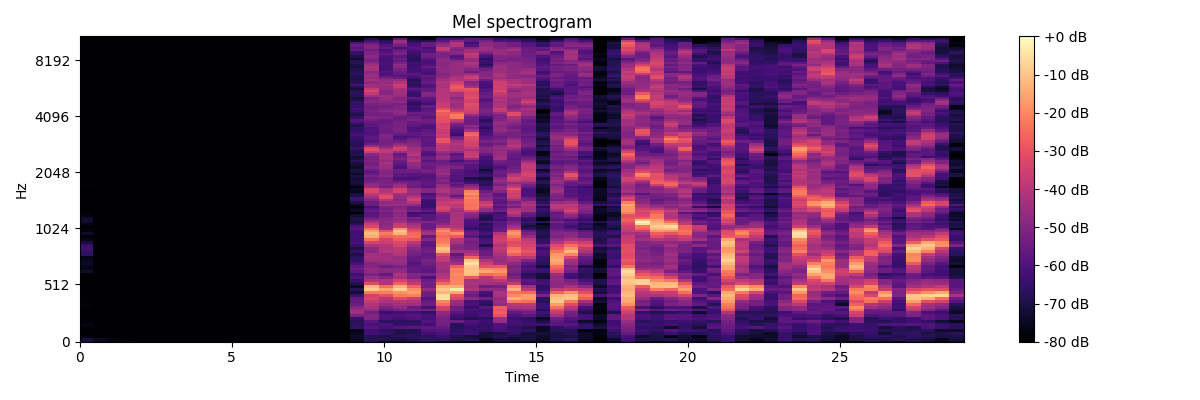 Mel spectrogram
+0 dB
8192
-10 dB
4096
-20 dB
-30 dB
Hz
2048
-40 dB
1024
-50 dB
-60 dB
512
-70 dB
0
-80 dB
0 5 10 15 20 25
Time